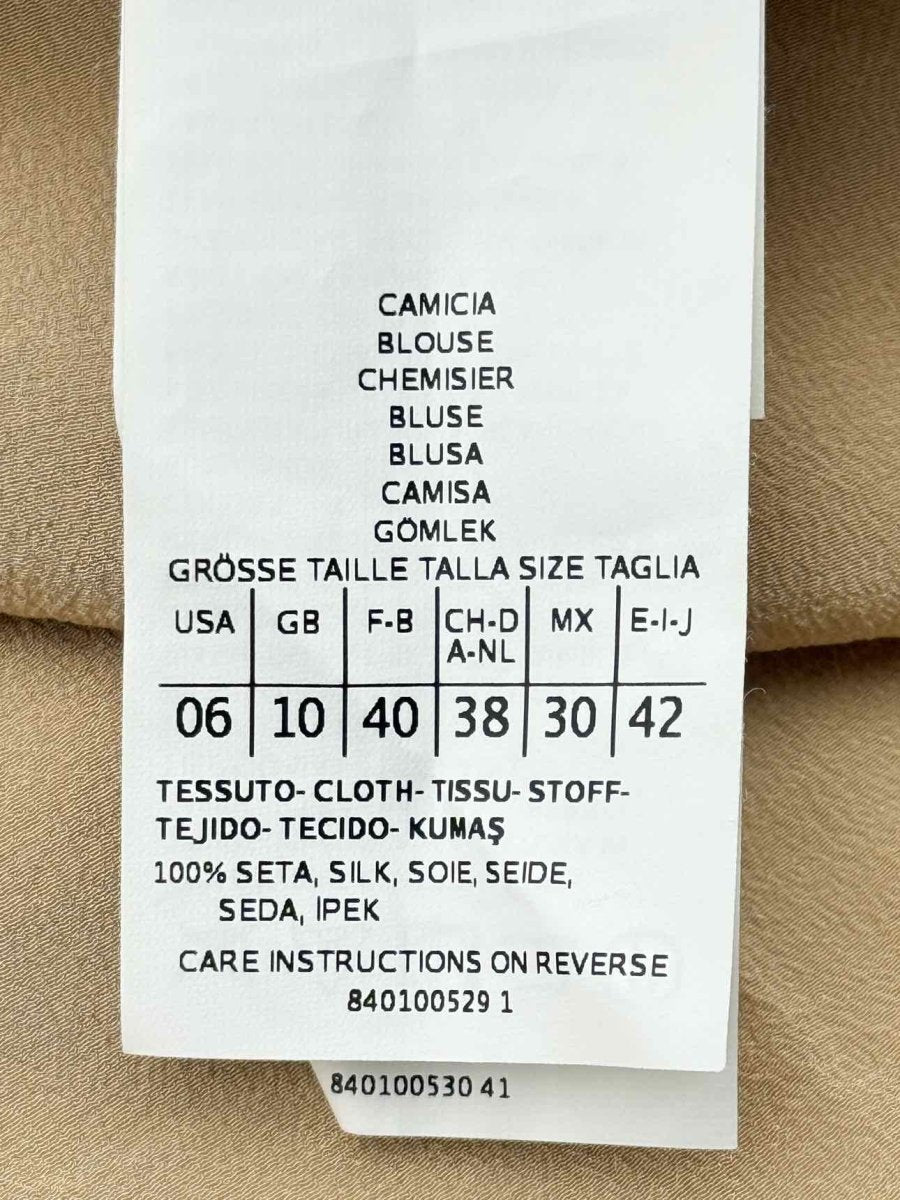 CAMICIA
BLOUSE
CHEMISIER
BLUSE
BLUSA
CAMISA
GÖMLEK
GRÖSSE TAILLE TALLA SIZE TAGLIA
USA GB F-B CH-D A-NL MX E-I-J
06 10 40 38 30 42
TESSUTO- CLOTH- TISSU- STOFF-
TEJIDO- TECIDO- KUMAŞ
100% SETA, SILK, SOIE, SEIDE,
SEDA, İPEK
CARE INSTRUCTIONS ON REVERSE
840100529 1
840100530 41